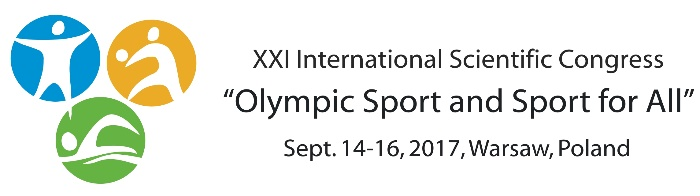 XXI International Scientific Congress
“Olympic Sport and Sport for All”
Sept. 14-16, 2017, Warsaw, Poland